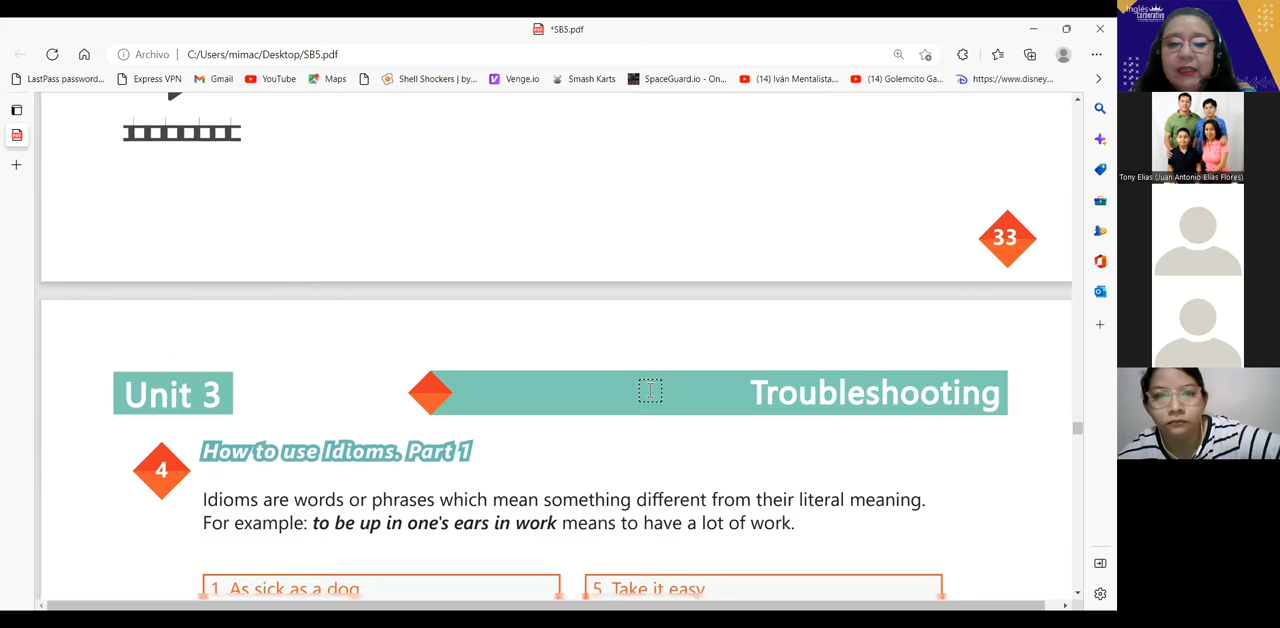 *SB5.pdf
Archivo
C:/Users/mimac/Desktop/SB5.pdf
LastPass password...
Express VPN
Gmail
YouTube
Maps
Shell Shockers | by...
Venge.io
Smash Karts
SpaceGuard.io - On...
(14) Iván Mentalista...
(14) Golemcito Ga...
https://www.disney...
Inglés
Corporativo
Tony Elias (Juan Antonio Elías Flores)
33
Unit 3
Troubleshooting
4
How to use Idioms. Part 1
Idioms are words or phrases which mean something different from their literal meaning.
For example: to be up in one's ears in work means to have a lot of work.
1. As sick as a dog
5. Take it easy